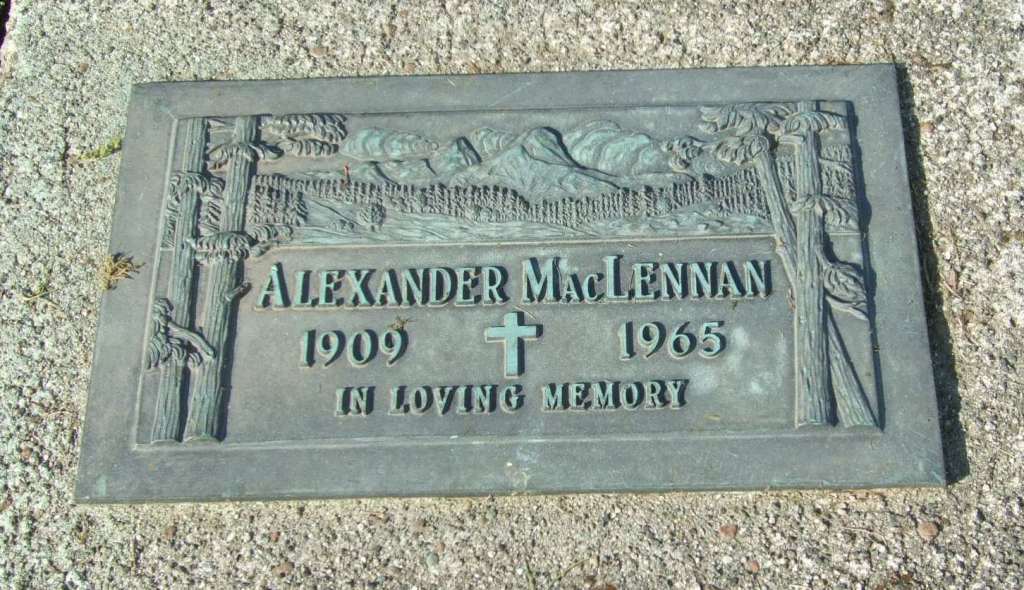 ALEXANDER MACLENNAN
1909 1965
IN LOVING MEMORY